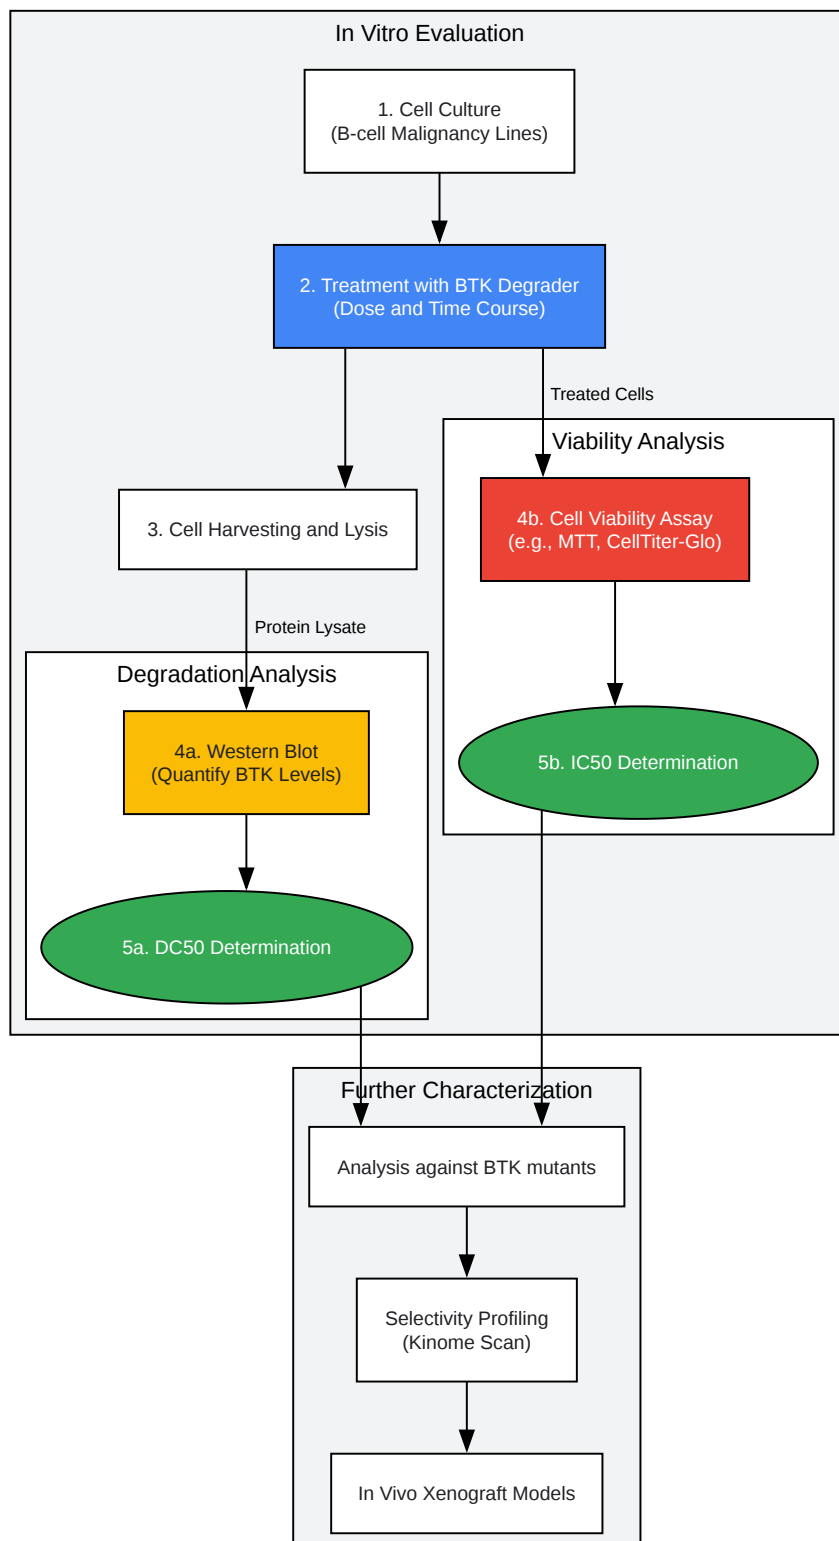 In Vitro Evaluation
1. Cell Culture
(B-cell Malignancy Lines)
2. Treatment with BTK Degrader
(Dose and Time Course)
Treated Cells
Viability Analysis
4b. Cell Viability Assay
(e.g., MTT, CellTiter-Glo)
3. Cell Harvesting and Lysis
Protein Lysate
Degradation Analysis
4a. Western Blot
(Quantify BTK Levels)
5b. IC50 Determination
5a. DC50 Determination
Further Characterization
Analysis against BTK mutants
Selectivity Profiling
(Kinome Scan)
In Vivo Xenograft Models